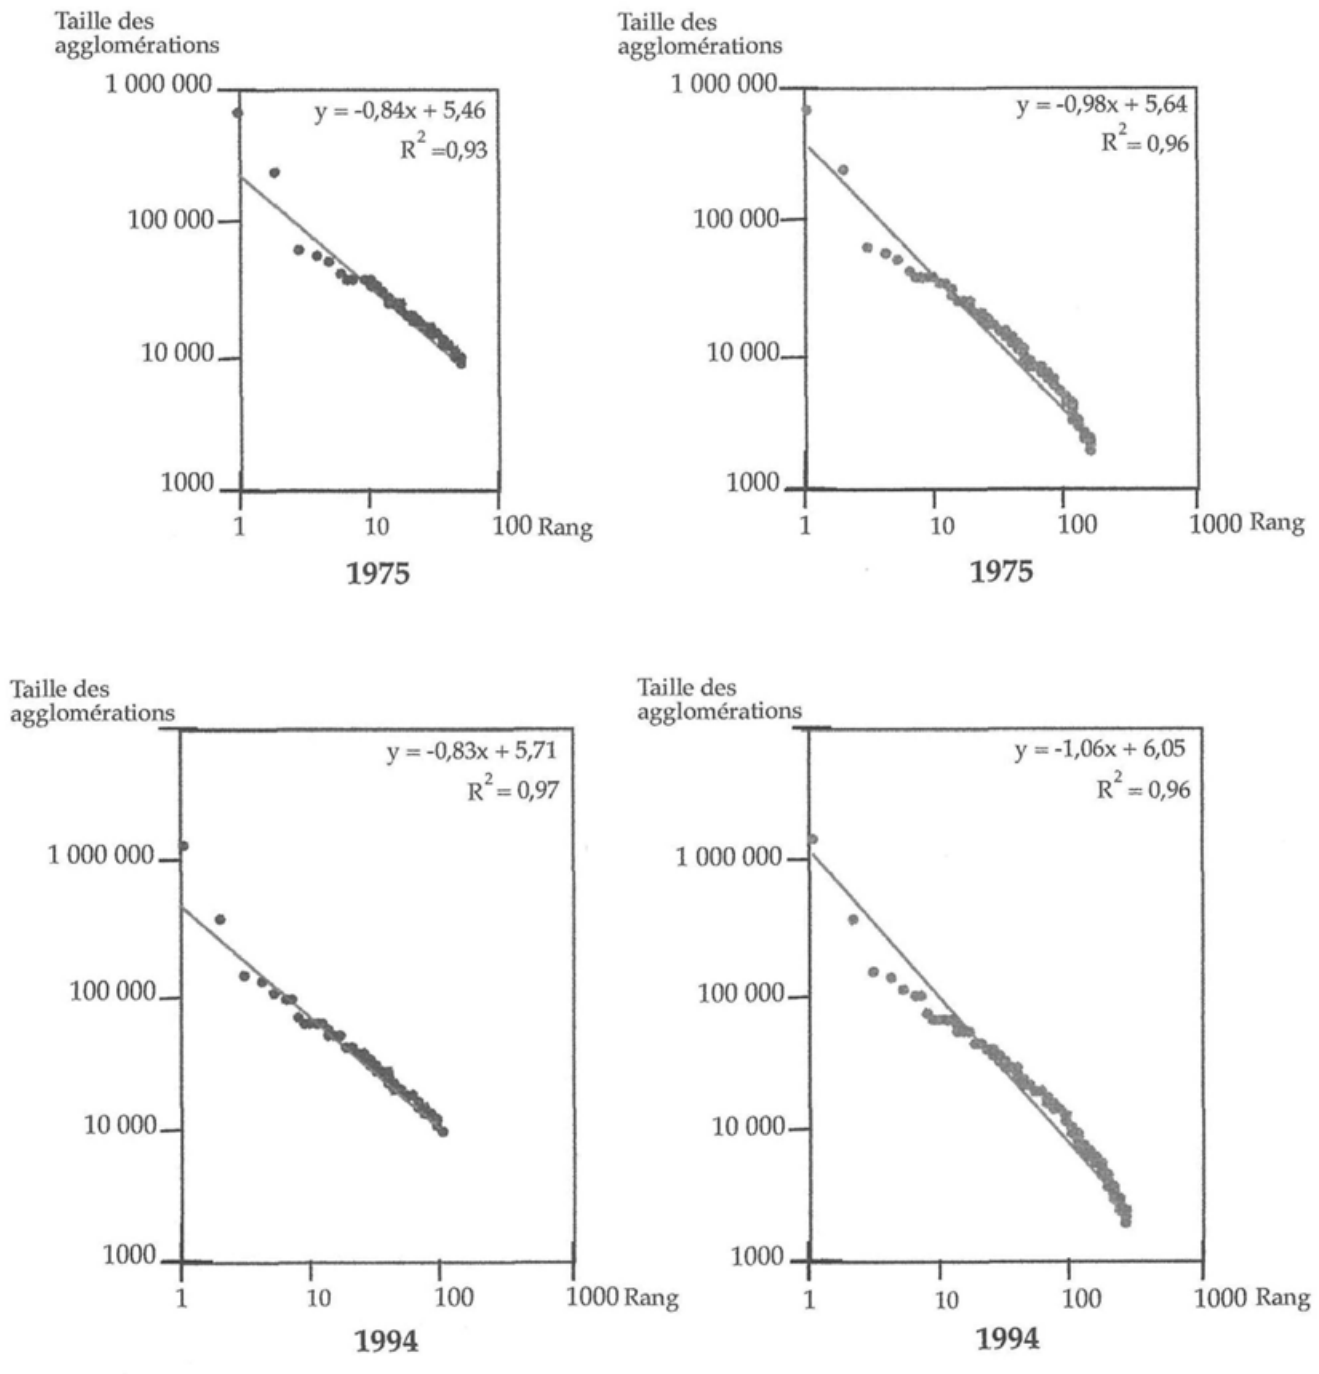 Taille des
agglomérations
1 000 000
y = -0,84x + 5,46
R² =0,93
100 000
10 000
1000
1 10 100 Rang
1975
Taille des
agglomérations
1 000 000
y = -0,98x + 5,64
R² = 0,96
100 000
10 000
1000
1 10 100 1000 Rang
1975
Taille des
agglomérations
y = -0,83x + 5,71
R² = 0,97
1 000 000
100 000
10 000
1000
1 10 100 1000 Rang
1994
Taille des
agglomérations
y = -1,06x + 6,05
R² = 0,96
1 000 000
100 000
10 000
1000
1 10 100 1000 Rang
1994